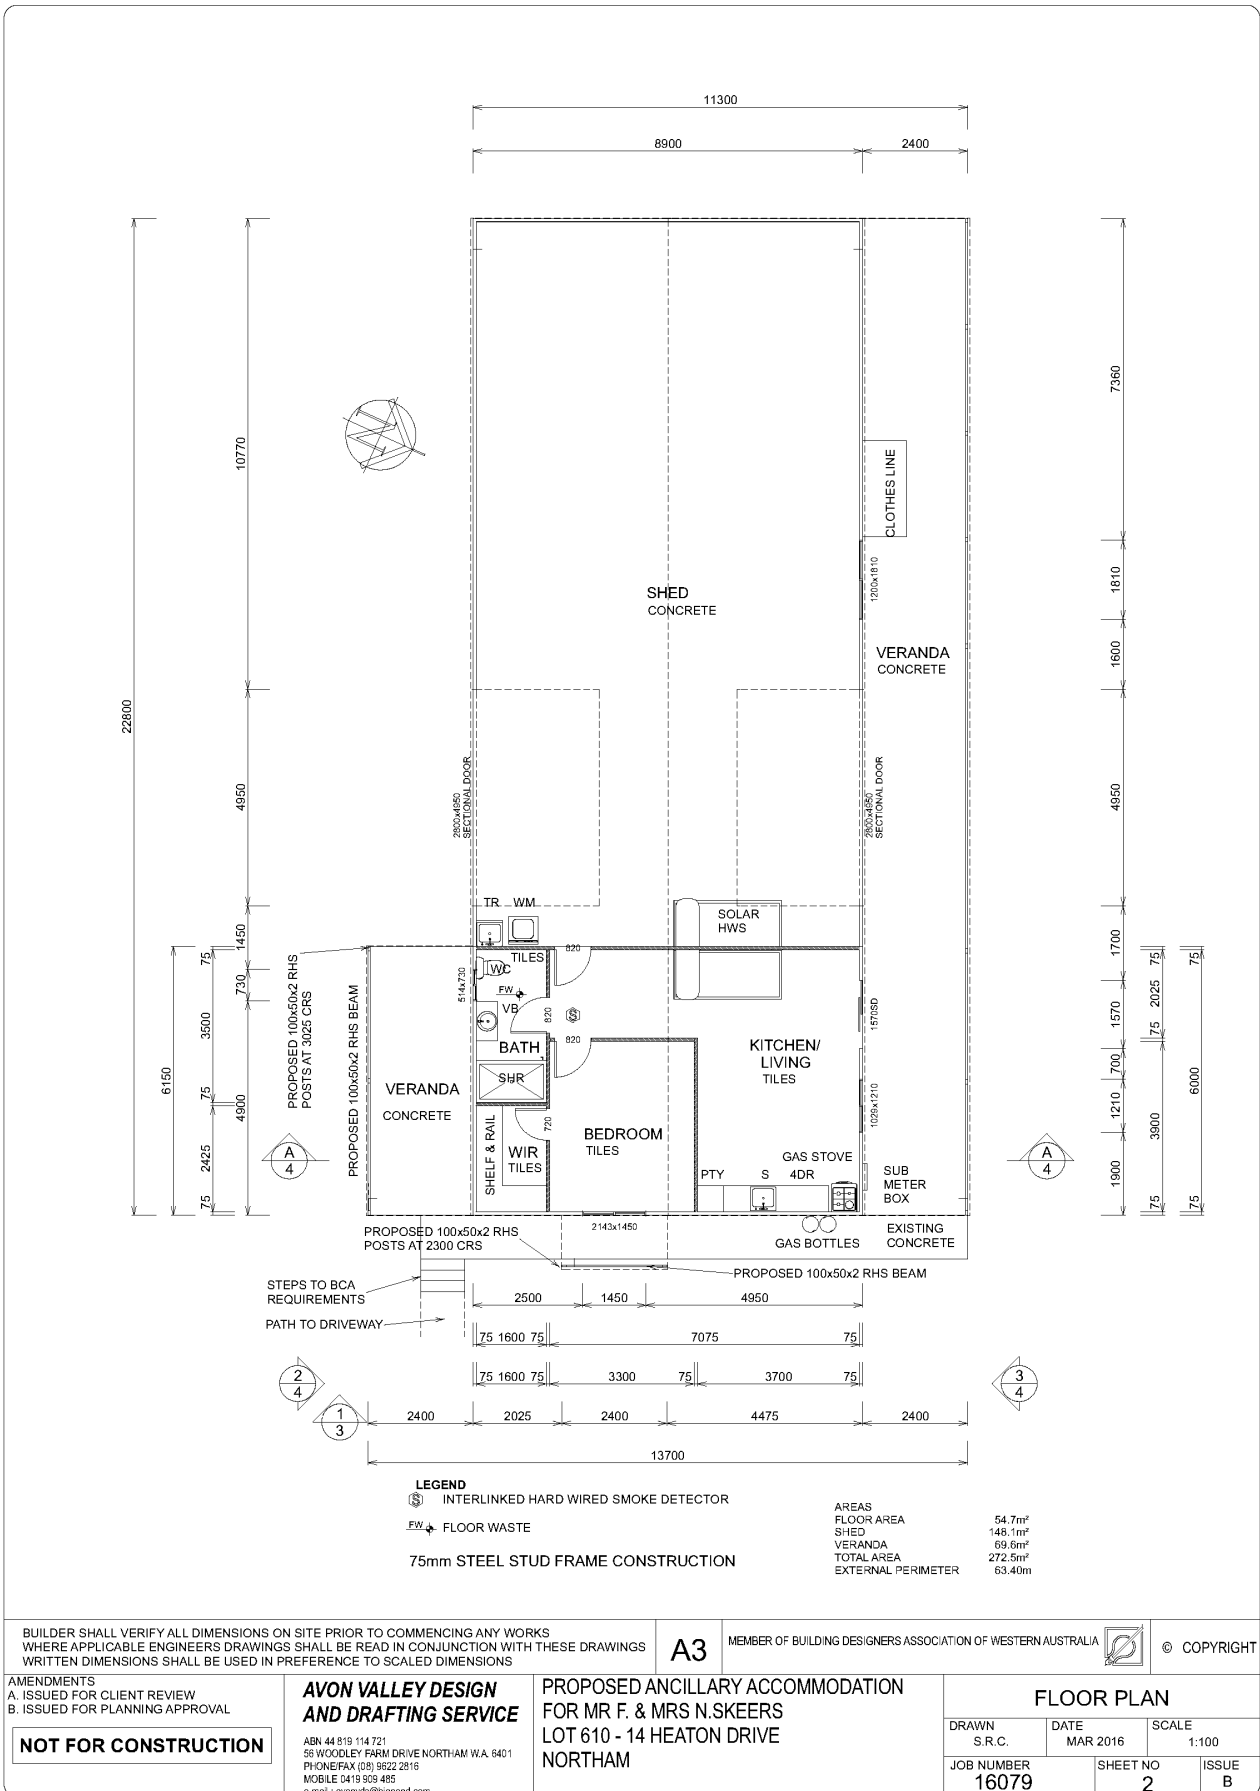 11300
8900
2400
22800
10770
4950
1450
730
4900
75
3500
75
2425
75
6150
7360
1810
1600
4950
1700
1570
700
1210
1900
75
2025
75
3900
75
75
6000
75
CLOTHES LINE
1200x1810
SHED
CONCRETE
VERANDA
CONCRETE
2800x4950
SECTIONAL DOOR
2800x4950
SECTIONAL DOOR
TR WM
SOLAR
HWS
820
TILES
WC
514x730
FW
VB
820
820
BATH
SHR
1570SD
KITCHEN/
LIVING
TILES
PROPOSED 100x50x2 RHS
POSTS AT 3025 CRS
PROPOSED 100x50x2 RHS BEAM
VERANDA
CONCRETE
1029x1210
SHELF & RAIL
720
BEDROOM
TILES
WIR
TILES
GAS STOVE
PTY S 4DR
SUB
METER
BOX
A
4
A
4
2143x1450
PROPOSED 100x50x2 RHS
POSTS AT 2300 CRS
GAS BOTTLES
EXISTING
CONCRETE
PROPOSED 100x50x2 RHS BEAM
STEPS TO BCA
REQUIREMENTS
PATH TO DRIVEWAY
2500 1450 4950
75 1600 75 7075 75
75 1600 75 3300 75 3700 75
2
4
3
4
1
3
2400 2025 2400 4475 2400
13700
LEGEND
S INTERLINKED HARD WIRED SMOKE DETECTOR
FW FLOOR WASTE
75mm STEEL STUD FRAME CONSTRUCTION
AREAS
FLOOR AREA 54.7m²
SHED 148.1m²
VERANDA 69.6m²
TOTAL AREA 272.5m²
EXTERNAL PERIMETER 63.40m
BUILDER SHALL VERIFY ALL DIMENSIONS ON SITE PRIOR TO COMMENCING ANY WORKS
WHERE APPLICABLE ENGINEERS DRAWINGS SHALL BE READ IN CONJUNCTION WITH THESE DRAWINGS
WRITTEN DIMENSIONS SHALL BE USED IN PREFERENCE TO SCALED DIMENSIONS
A3
MEMBER OF BUILDING DESIGNERS ASSOCIATION OF WESTERN AUSTRALIA
© COPYRIGHT
AMENDMENTS
A. ISSUED FOR CLIENT REVIEW
B. ISSUED FOR PLANNING APPROVAL
NOT FOR CONSTRUCTION
AVON VALLEY DESIGN
AND DRAFTING SERVICE
ABN 44 819 114 721
56 WOODLEY FARM DRIVE NORTHAM W.A. 6401
PHONE/FAX (08) 9622 2816
MOBILE 0419 909 485
PROPOSED ANCILLARY ACCOMMODATION
FOR MR F. & MRS N.SKEERS
LOT 610 - 14 HEATON DRIVE
NORTHAM
FLOOR PLAN
DRAWN
S.R.C.
DATE
MAR 2016
SCALE
1:100
JOB NUMBER
16079
SHEET NO
2
ISSUE
B